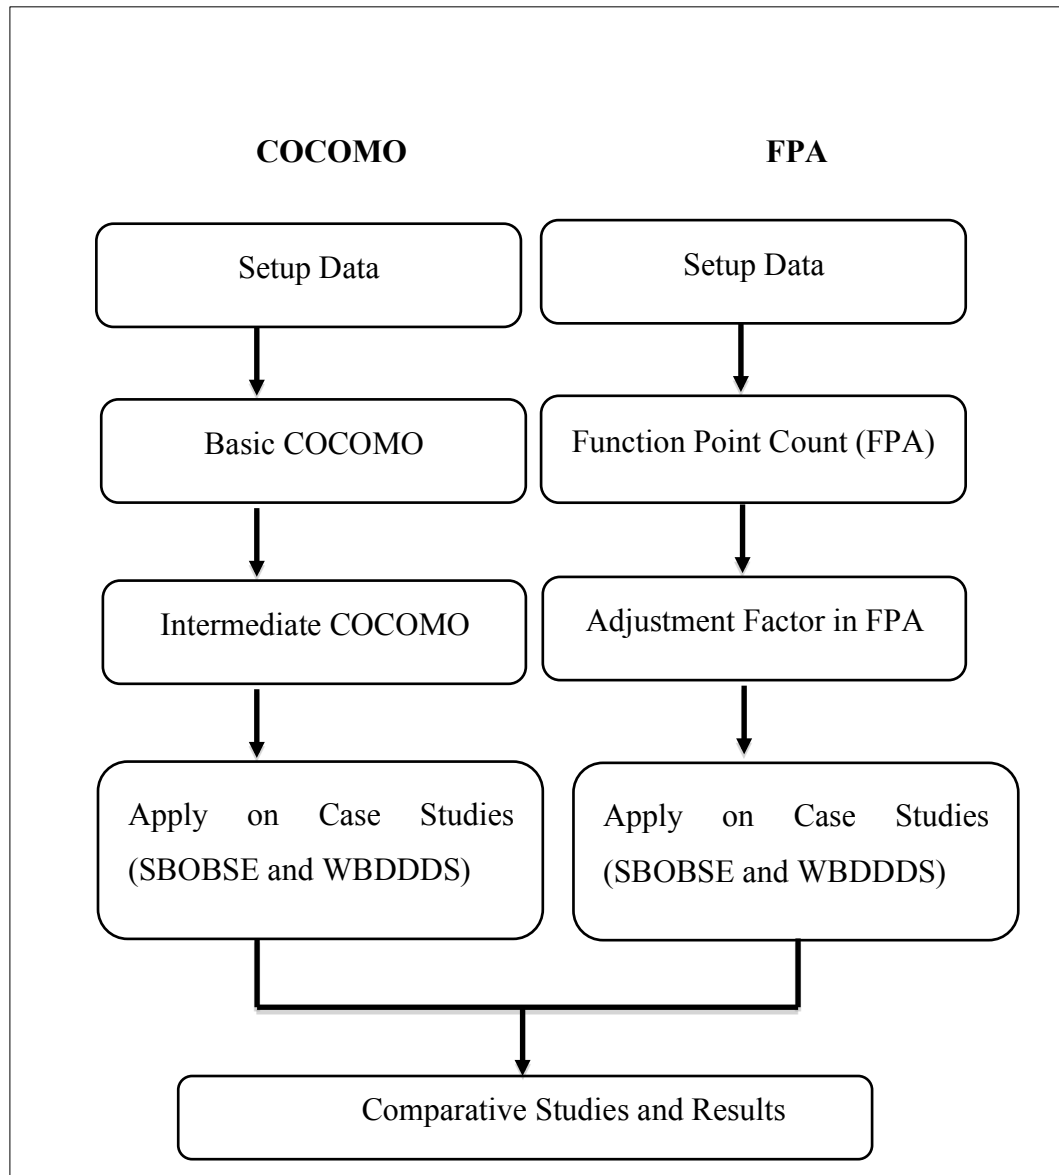 COCOMO
FPA
Setup Data
Setup Data
Basic COCOMO
Function Point Count (FPA)
Intermediate COCOMO
Adjustment Factor in FPA
Apply on Case Studies
(SBOBSE and WBDDDS)
Apply on Case Studies
(SBOBSE and WBDDDS)
Comparative Studies and Results